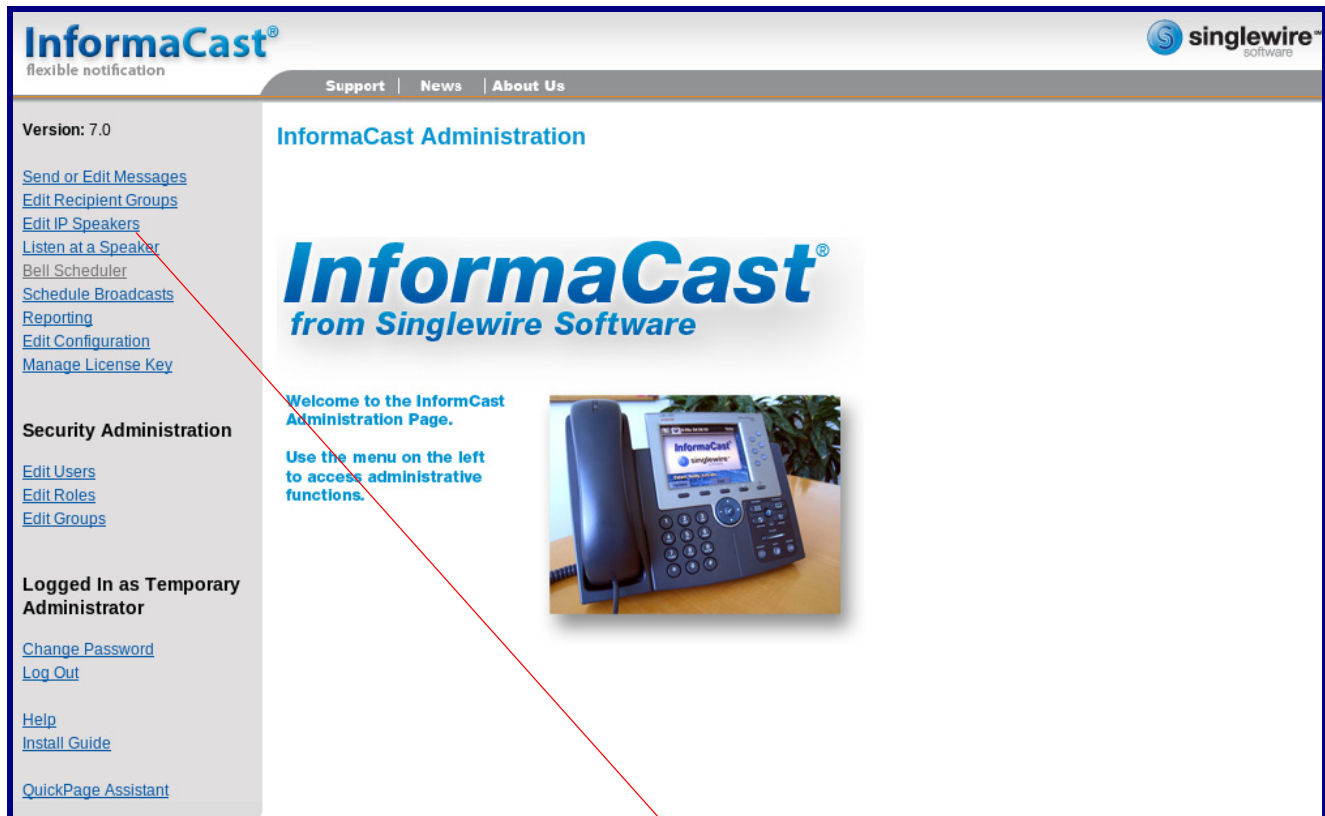 InformaCast®
flexible notification
singlewire℠
software
Support | News | About Us
Version: 7.0
Send or Edit Messages
Edit Recipient Groups
Edit IP Speakers
Listen at a Speaker
Bell Scheduler
Schedule Broadcasts
Reporting
Edit Configuration
Manage License Key
Security Administration
Edit Users
Edit Roles
Edit Groups
Logged In as Temporary
Administrator
Change Password
Log Out
Help
Install Guide
QuickPage Assistant
InformaCast Administration
InformaCast®
from Singlewire Software
Welcome to the InformCast
Administration Page.
Use the menu on the left
to access administrative
functions.
InformaCast
singlewire